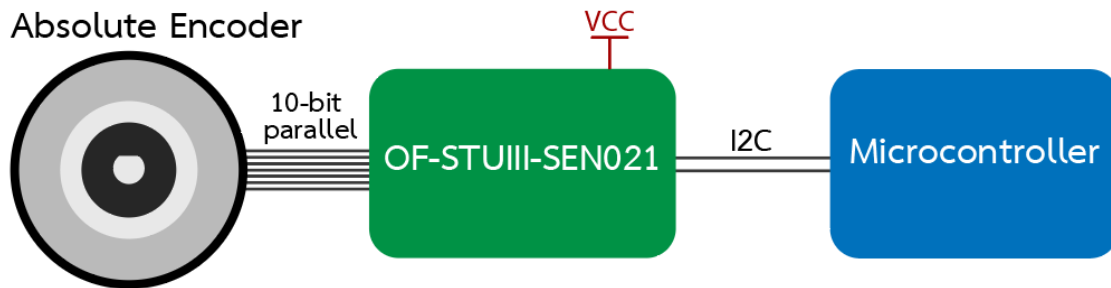 Absolute Encoder
VCC
10-bit
parallel
OF-STUIII-SEN021
I2C
Microcontroller